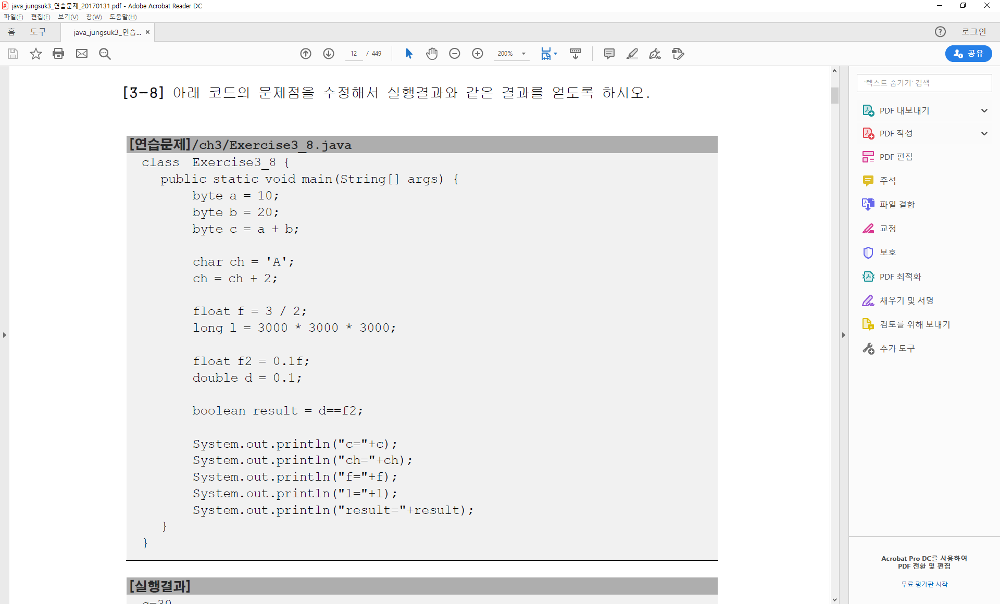 java_jungsuk3_연습문제_20170131.pdf - Adobe Acrobat Reader DC
파일(F) 편집(E) 보기(V) 창(W) 도움말(H)
홈 도구 java_jungsuk3_연습... × ? 로그인
12 / 449 200% 공유
[3-8] 아래 코드의 문제점을 수정해서 실행결과와 같은 결과를 얻도록 하시오.
[연습문제]/ch3/Exercise3_8.java
class Exercise3_8 {
public static void main(String[] args) {
byte a = 10;
byte b = 20;
byte c = a + b;
char ch = 'A';
ch = ch + 2;
float f = 3 / 2;
long l = 3000 * 3000 * 3000;
float f2 = 0.1f;
double d = 0.1;
boolean result = d==f2;
System.out.println("c="+c);
System.out.println("ch="+ch);
System.out.println("f="+f);
System.out.println("l="+l);
System.out.println("result="+result);
}
}
[실행결과]
c=30
'텍스트 숨기기' 검색
PDF 내보내기
PDF 작성
PDF 편집
주석
파일 결합
교정
보호
PDF 최적화
채우기 및 서명
검토를 위해 보내기
추가 도구
Acrobat Pro DC를 사용하여
PDF 전환 및 편집
무료 평가판 시작